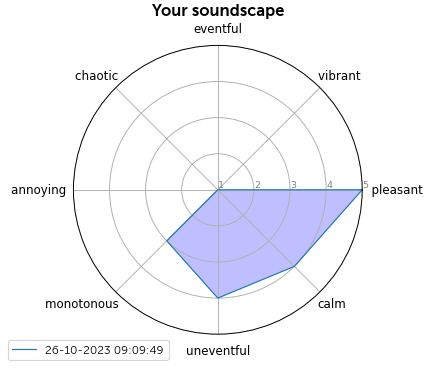 Your soundscape
eventful
chaotic
vibrant
annoying
1 2 3 4 5
pleasant
monotonous
calm
26-10-2023 09:09:49
uneventful